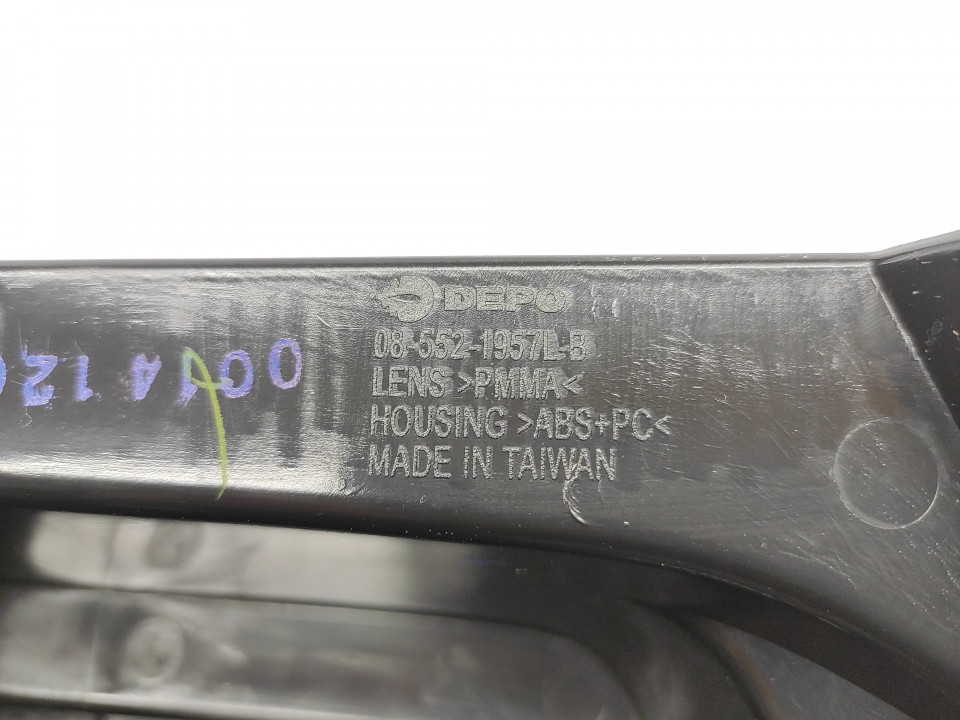 DEPO
08-552-1957L-B
LENS >PMMA<
HOUSING >ABS+PC<
MADE IN TAIWAN